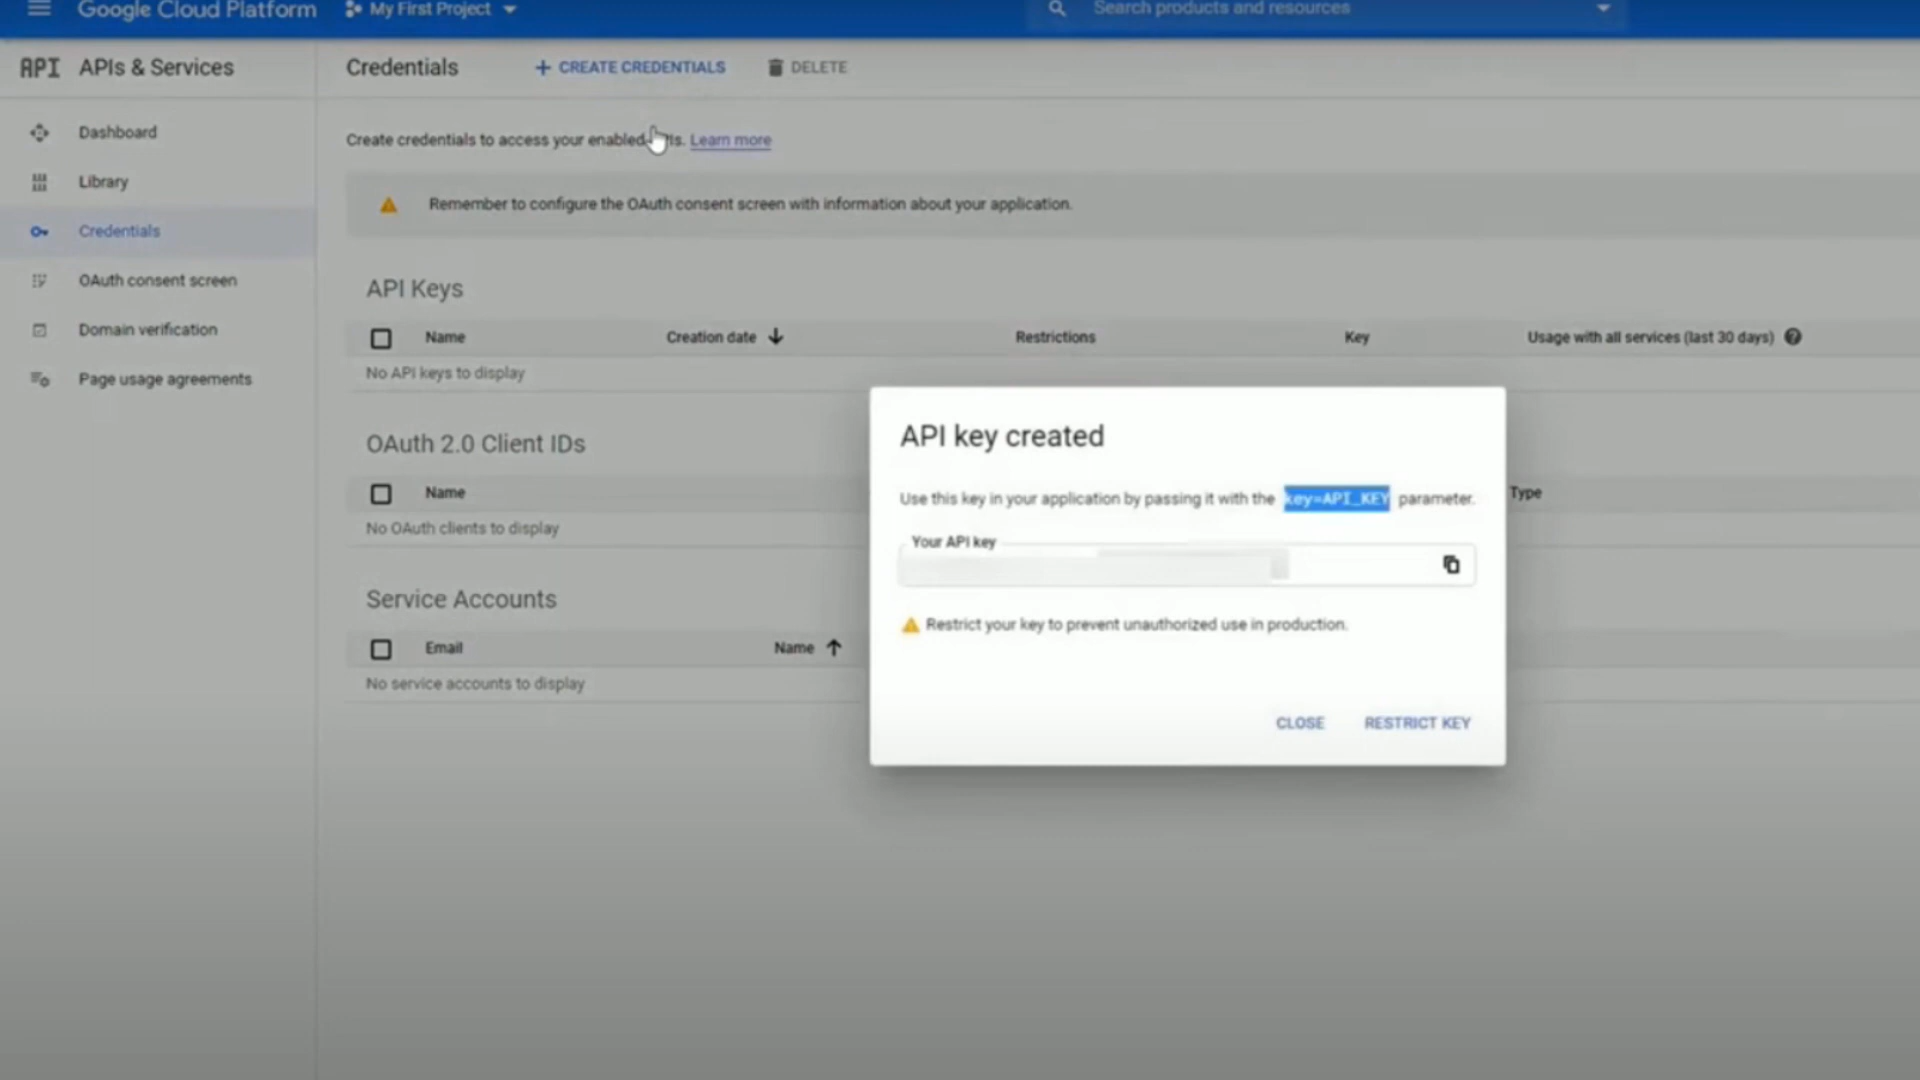 Google Cloud Platform
My First Project
Search products and resources
API APIs & Services
Credentials
CREATE CREDENTIALS
DELETE
Dashboard
Library
Credentials
OAuth consent screen
Domain verification
Page usage agreements
Create credentials to access your enabled Learn more
Remember to configure the OAuth consent screen with information about your application.
API Keys
Name Creation date Restrictions Key Usage with all services (last 30 days)
No API keys to display
OAuth 2.0 Client IDs
Name Type
No OAuth clients to display
Service Accounts
Email Name
No service accounts to display
API key created
Use this key in your application by passing it with the key=API_KEY parameter.
Your API key
Restrict your key to prevent unauthorized use in production.
CLOSE RESTRICT KEY